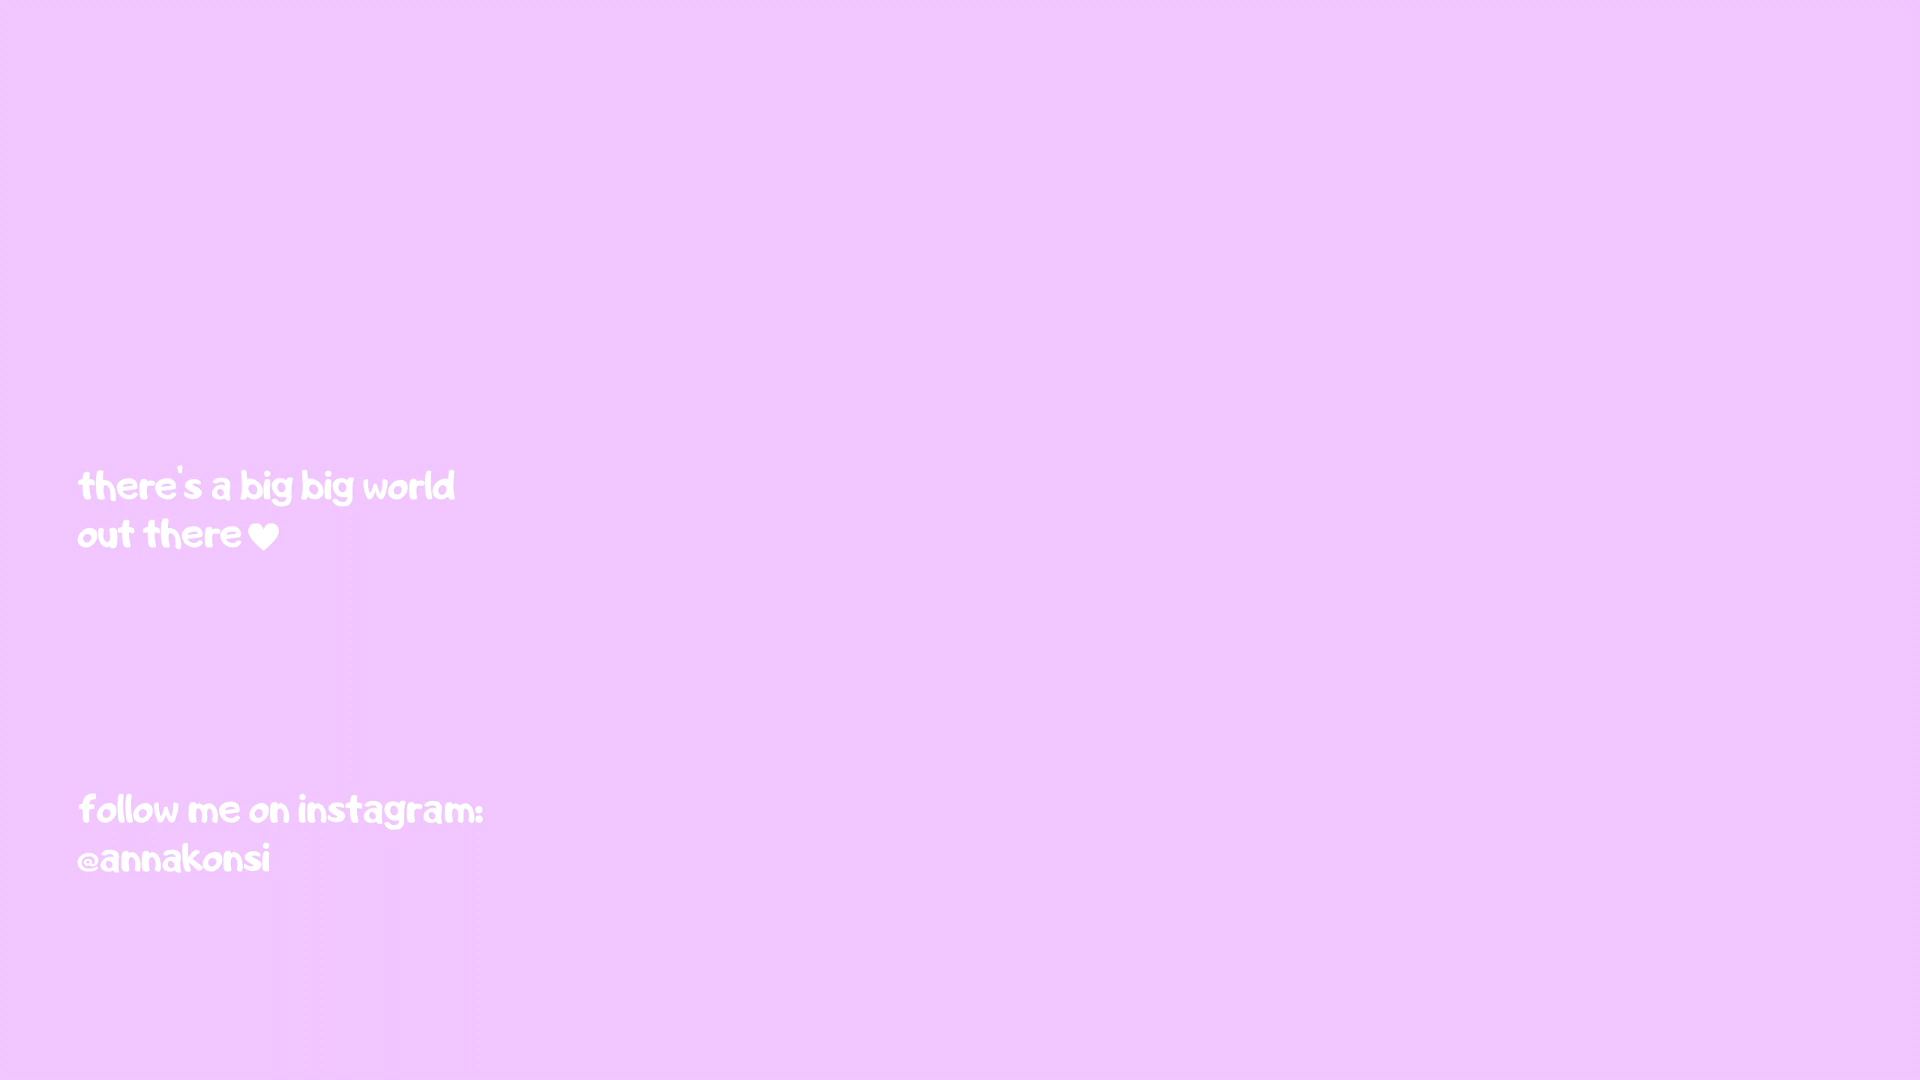 there's a big big world
out there ♥
follow me on instagram:
@annakonsi